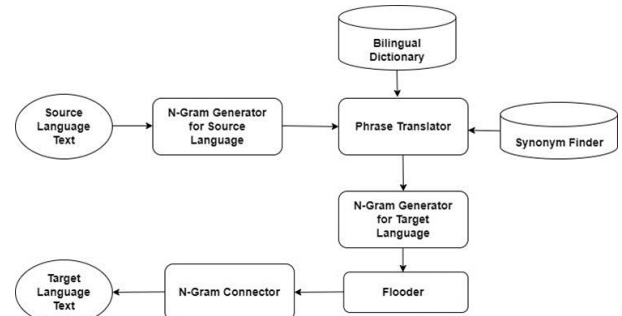 Bilingual
Dictionary
Source
Language
Text
N-Gram Generator
for Source
Language
Phrase Translator
Synonym Finder
N-Gram Generator
for Target
Language
Target
Language
Text
N-Gram Connector
Flooder